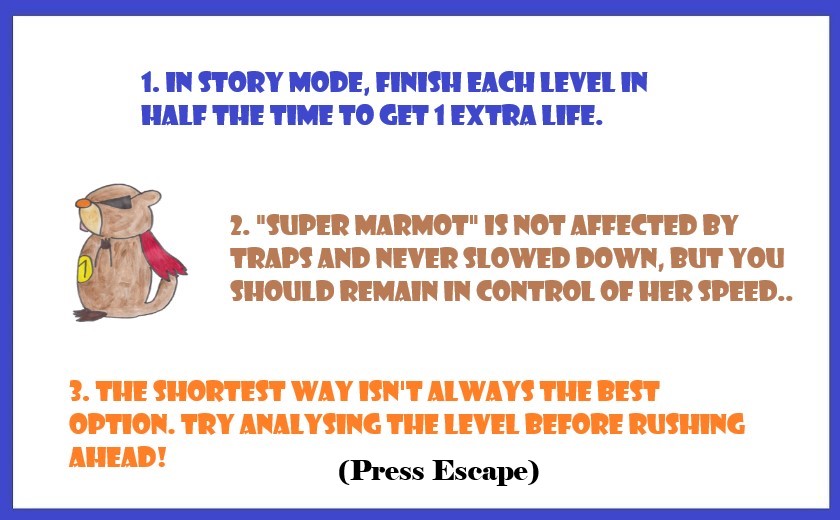 1. IN STORY MODE, FINISH EACH LEVEL IN
HALF THE TIME TO GET 1 EXTRA LIFE.
2. "SUPER MARMOT" IS NOT AFFECTED BY
TRAPS AND NEVER SLOWED DOWN, BUT YOU
SHOULD REMAIN IN CONTROL OF HER SPEED..
3. THE SHORTEST WAY ISN'T ALWAYS THE BEST
OPTION. TRY ANALYSING THE LEVEL BEFORE RUSHING
AHEAD!
(Press Escape)